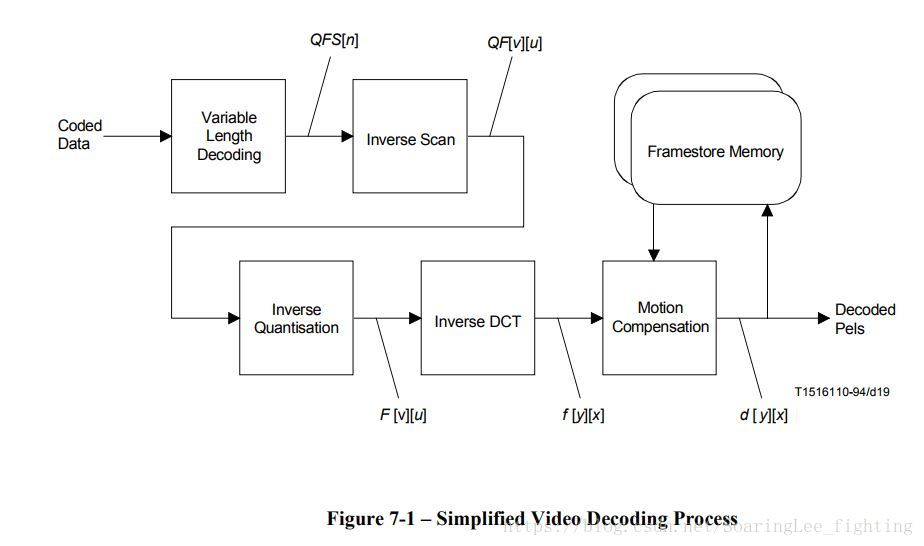 QFS[n]
QF[v][u]
Coded
Data
Variable
Length
Decoding
Inverse Scan
Framestore Memory
Inverse
Quantisation
Inverse DCT
Motion
Compensation
Decoded
Pels
T1516110-94/d19
F [v][u]
f [y][x]
d [ y][x]
Figure 7-1 – Simplified Video Decoding Process
https://blog.csdn.net/SoaringLee_fighting